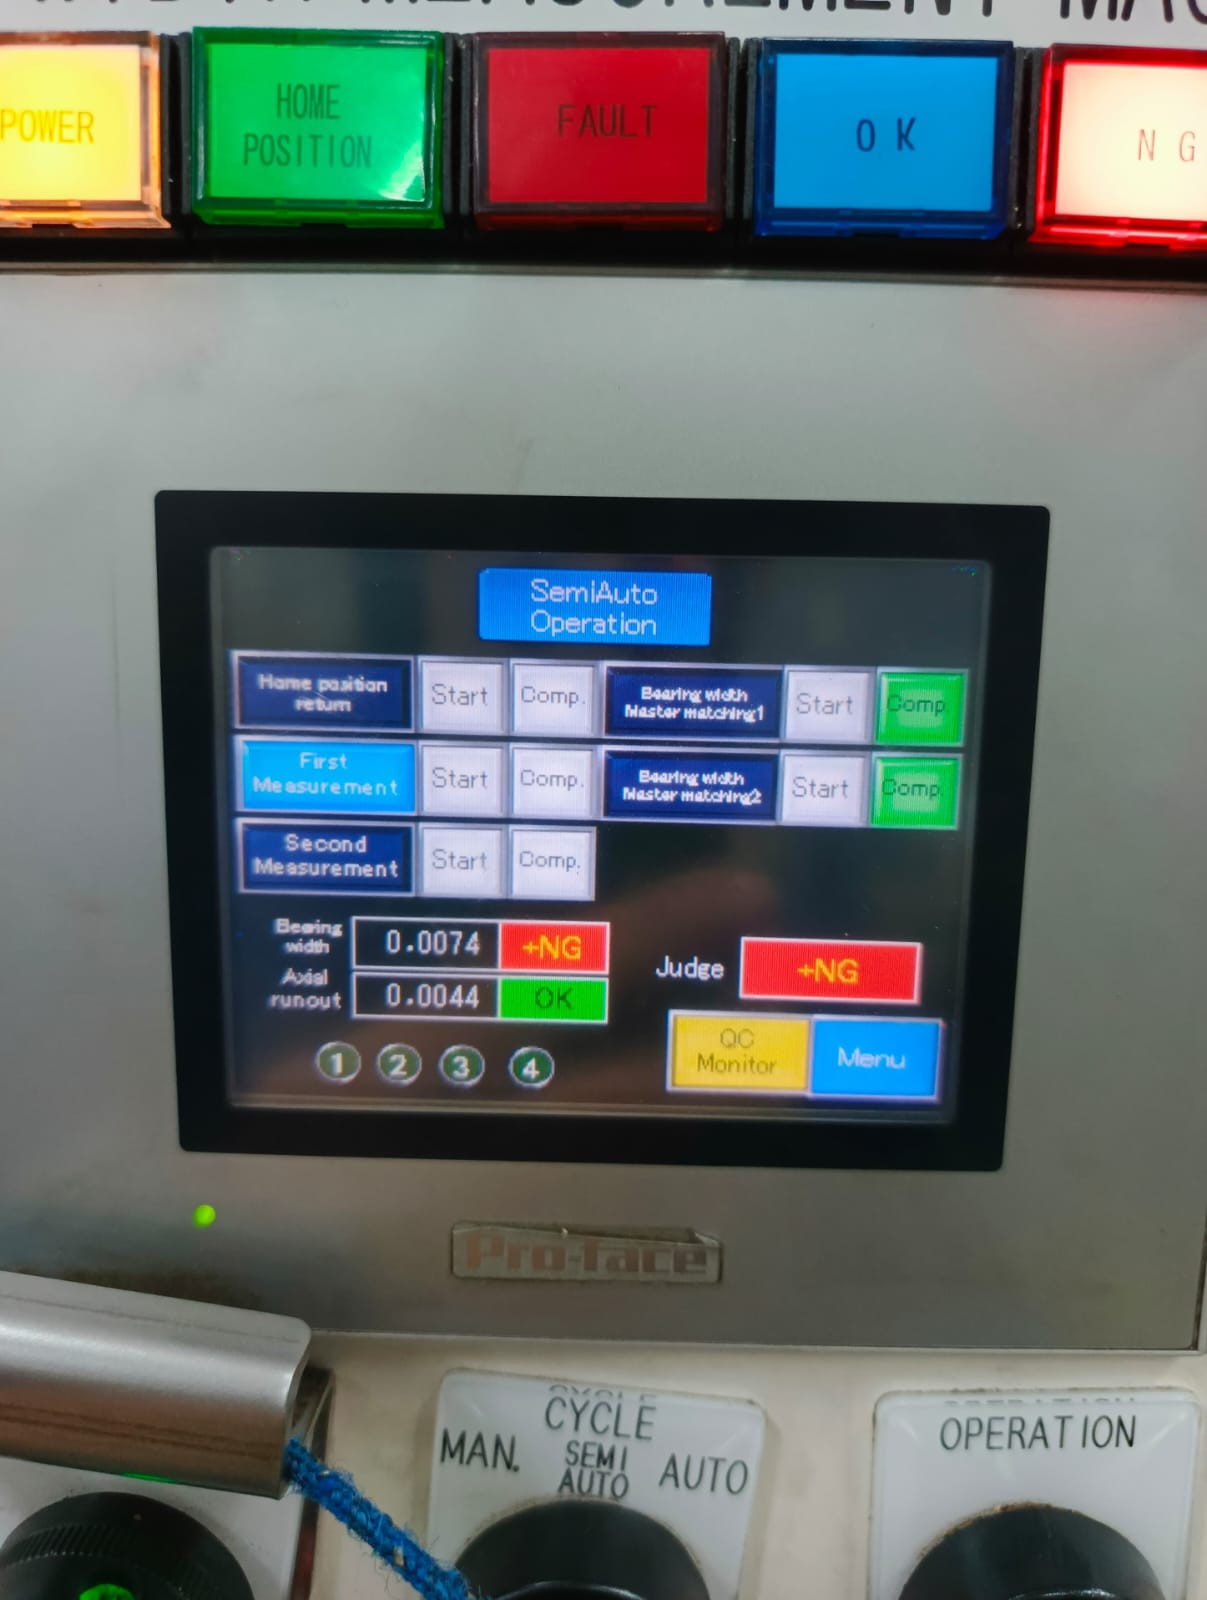 MEASUREMENT MAC
POWER
HOME
POSITION
FAULT
O K
N G
SemiAuto
Operation
Home position
return
Start
Comp.
Bearing width
Master matching1
Start
Comp.
First
Measurement
Start
Comp.
Bearing width
Master matching2
Start
Comp.
Second
Measurement
Start
Comp.
Bearing
width
0.0074
+NG
Axial
runout
0.0044
OK
Judge
+NG
1 2 3 4
QC
Monitor
Menu
Pro-face
CYCLE
MAN.
SEMI
AUTO
AUTO
OPERATION